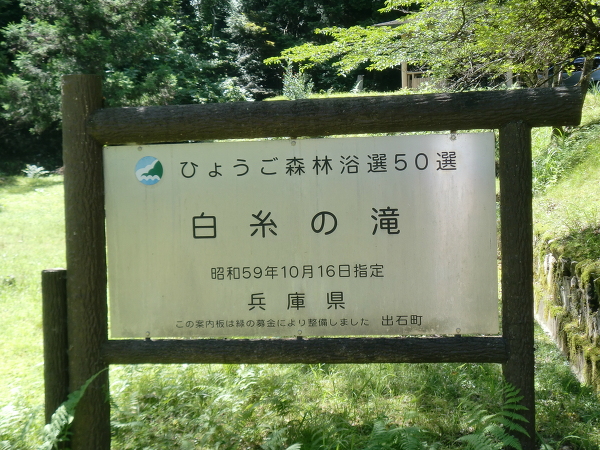 ひょうご森林浴選50選
白糸の滝
昭和59年10月16日指定
兵庫県
この案内板は緑の募金により整備しました 出石町